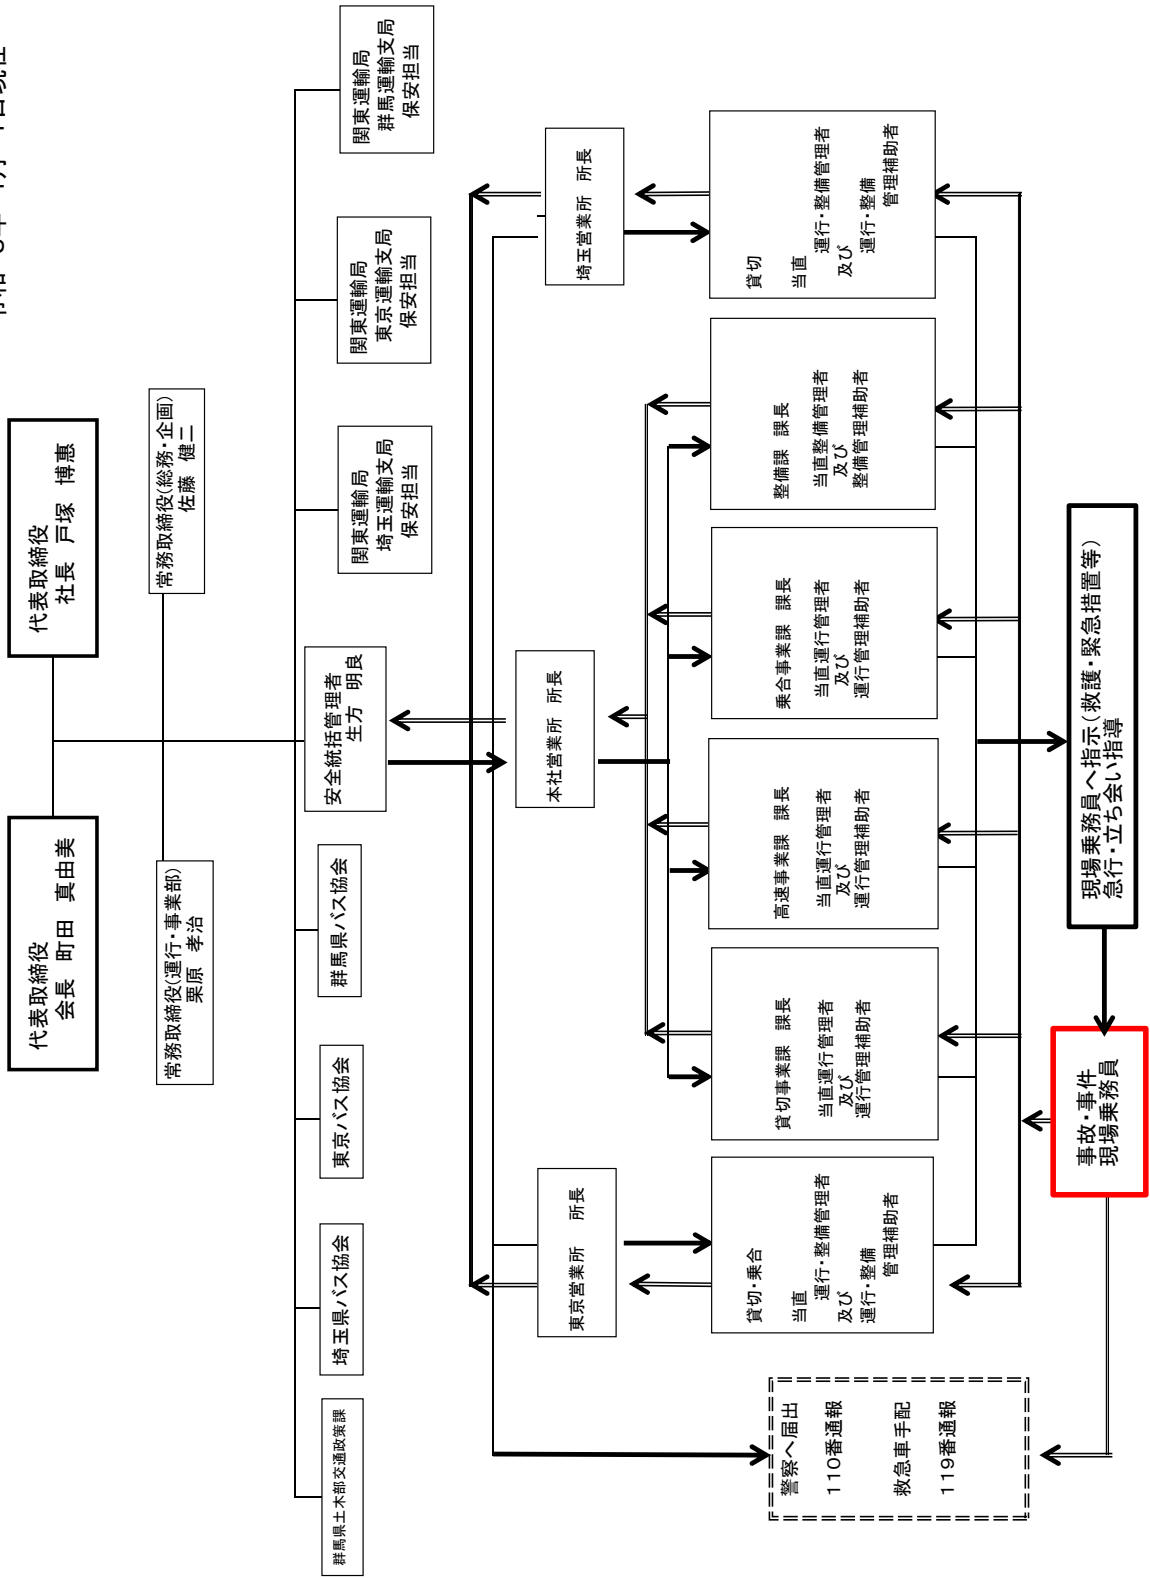 代表取締役
会長 町田 真由美
代表取締役
社長 戸塚 博惠
常務取締役(運行・事業部)
栗原 孝治
常務取締役(総務・企画)
佐藤 健二
群馬県土木部交通政策課
埼玉県バス協会
東京バス協会
群馬県バス協会
安全統括管理者
生方 明良
関東運輸局
埼玉運輸支局
保安担当
関東運輸局
東京運輸支局
保安担当
関東運輸局
群馬運輸支局
保安担当
東京営業所 所長
本社営業所 所長
埼玉営業所 所長
貸切・乗合
当直
運行・整備管理者
及び
運行・整備
管理補助者
貸切事業課 課長
当直運行管理者
及び
運行管理補助者
高速事業課 課長
当直運行管理者
及び
運行管理補助者
乗合事業課 課長
当直運行管理者
及び
運行管理補助者
整備課 課長
当直整備管理者
及び
整備管理補助者
貸切
当直
運行・整備管理者
及び
運行・整備
管理補助者
警察へ届出
110番通報
救急車手配
119番通報
事故・事件
現場乗務員
現場乗務員へ指示(救護・緊急措置等)
急行・立ち会い指導